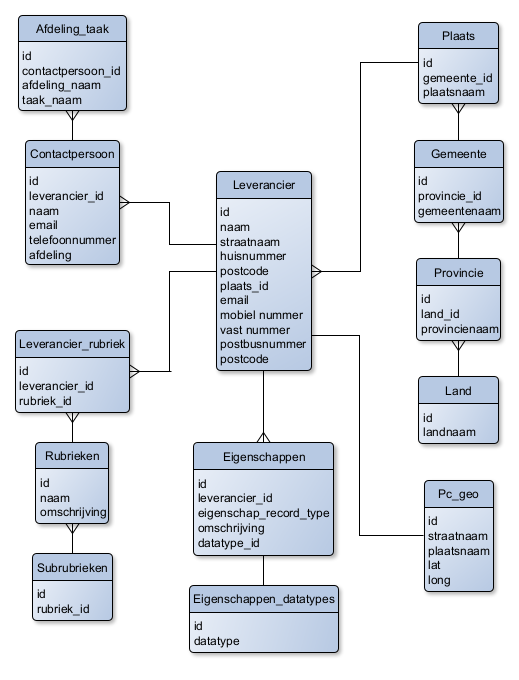 Afdeling_taak
id
contactpersoon_id
afdeling_naam
taak_naam
Contactpersoon
id
leverancier_id
naam
email
telefoonnummer
afdeling
Leverancier_rubriek
id
leverancier_id
rubriek_id
Rubrieken
id
naam
omschrijving
Subrubrieken
id
rubriek_id
Leverancier
id
naam
straatnaam
huisnummer
postcode
plaats_id
email
mobiel nummer
vast nummer
postbusnummer
postcode
Eigenschappen
id
leverancier_id
eigenschap_record_type
omschrijving
datatype_id
Eigenschappen_datatypes
id
datatype
Plaats
id
gemeente_id
plaatsnaam
Gemeente
id
provincie_id
gemeentenaam
Provincie
id
land_id
provincienaam
Land
id
landnaam
Pc_geo
id
straatnaam
plaatsnaam
lat
long